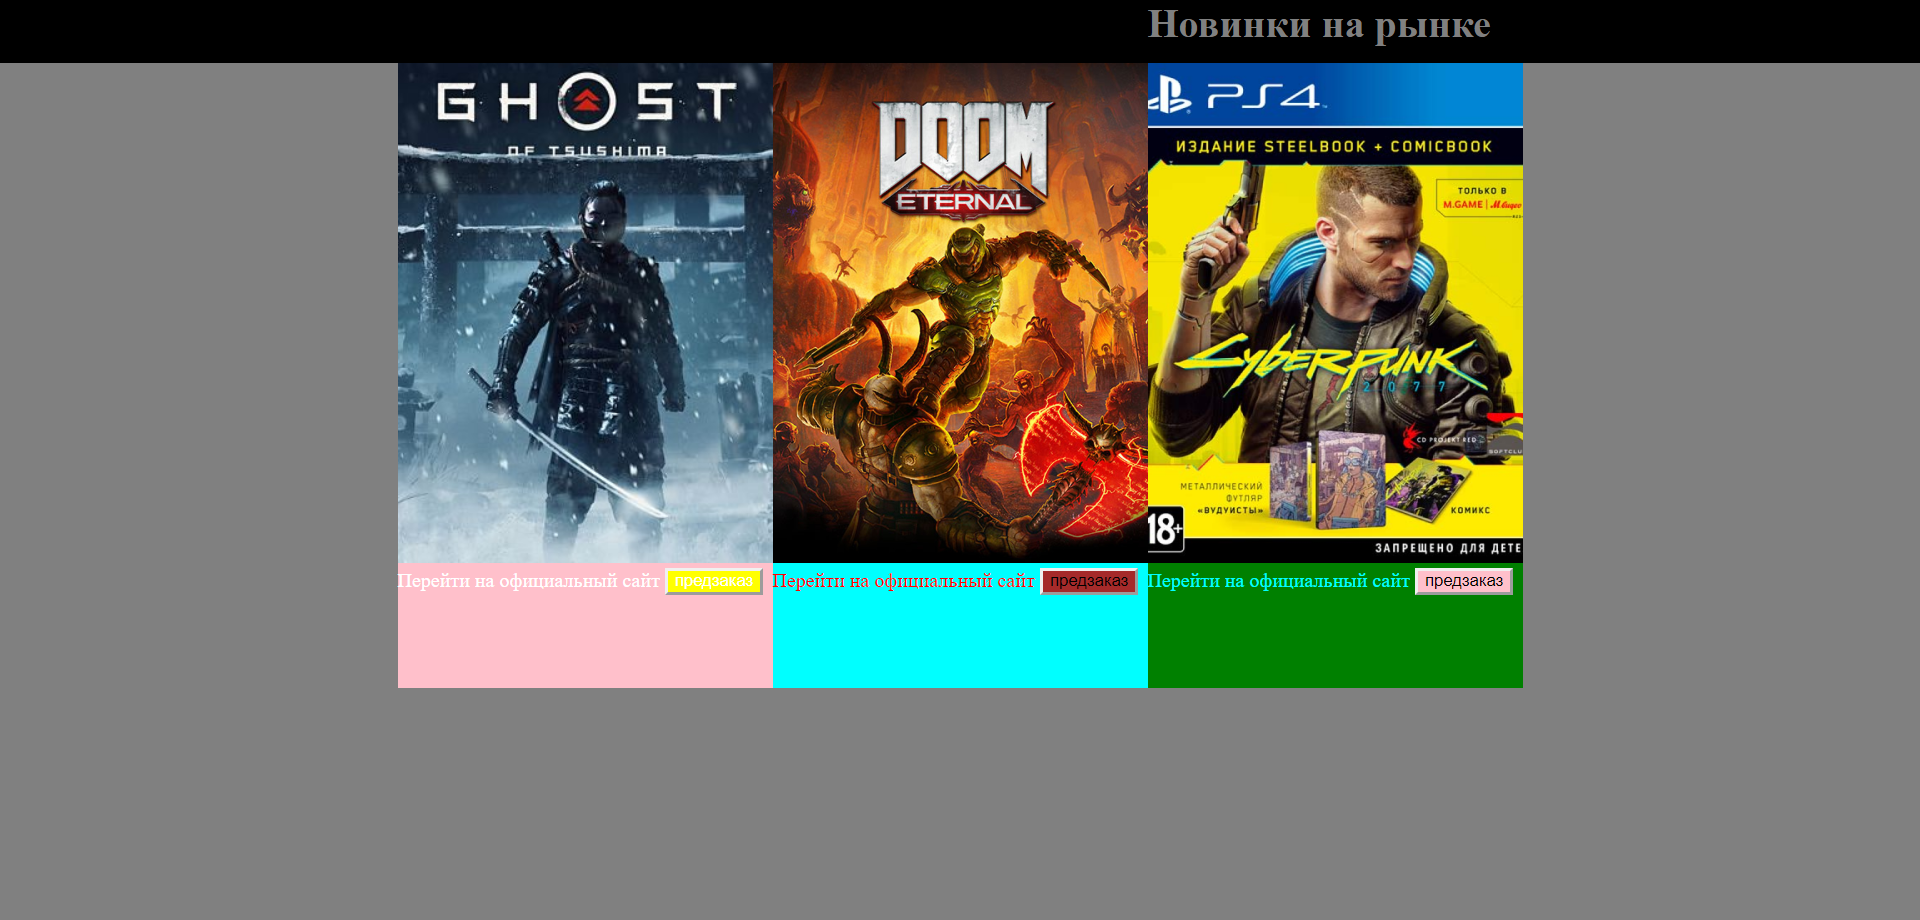 Новинки на рынке
GHOST
OF TSUSHIMA
DOOM
ETERNAL
PS4
ИЗДАНИЕ STEELBOOK + COMICBOOK
ТОЛЬКО В
M.GAME | М.Видео
CYBERPUNK
2077
CD PROJEKT RED
SOFTCLU
МЕТАЛЛИЧЕСКИЙ
ФУТЛЯР
«ВУДУИСТЫ»
КОМИКС
18+
ЗАПРЕЩЕНО ДЛЯ ДЕТЕ
Перейти на официальный сайт предзаказ
Перейти на официальный сайт предзаказ
Перейти на официальный сайт предзаказ